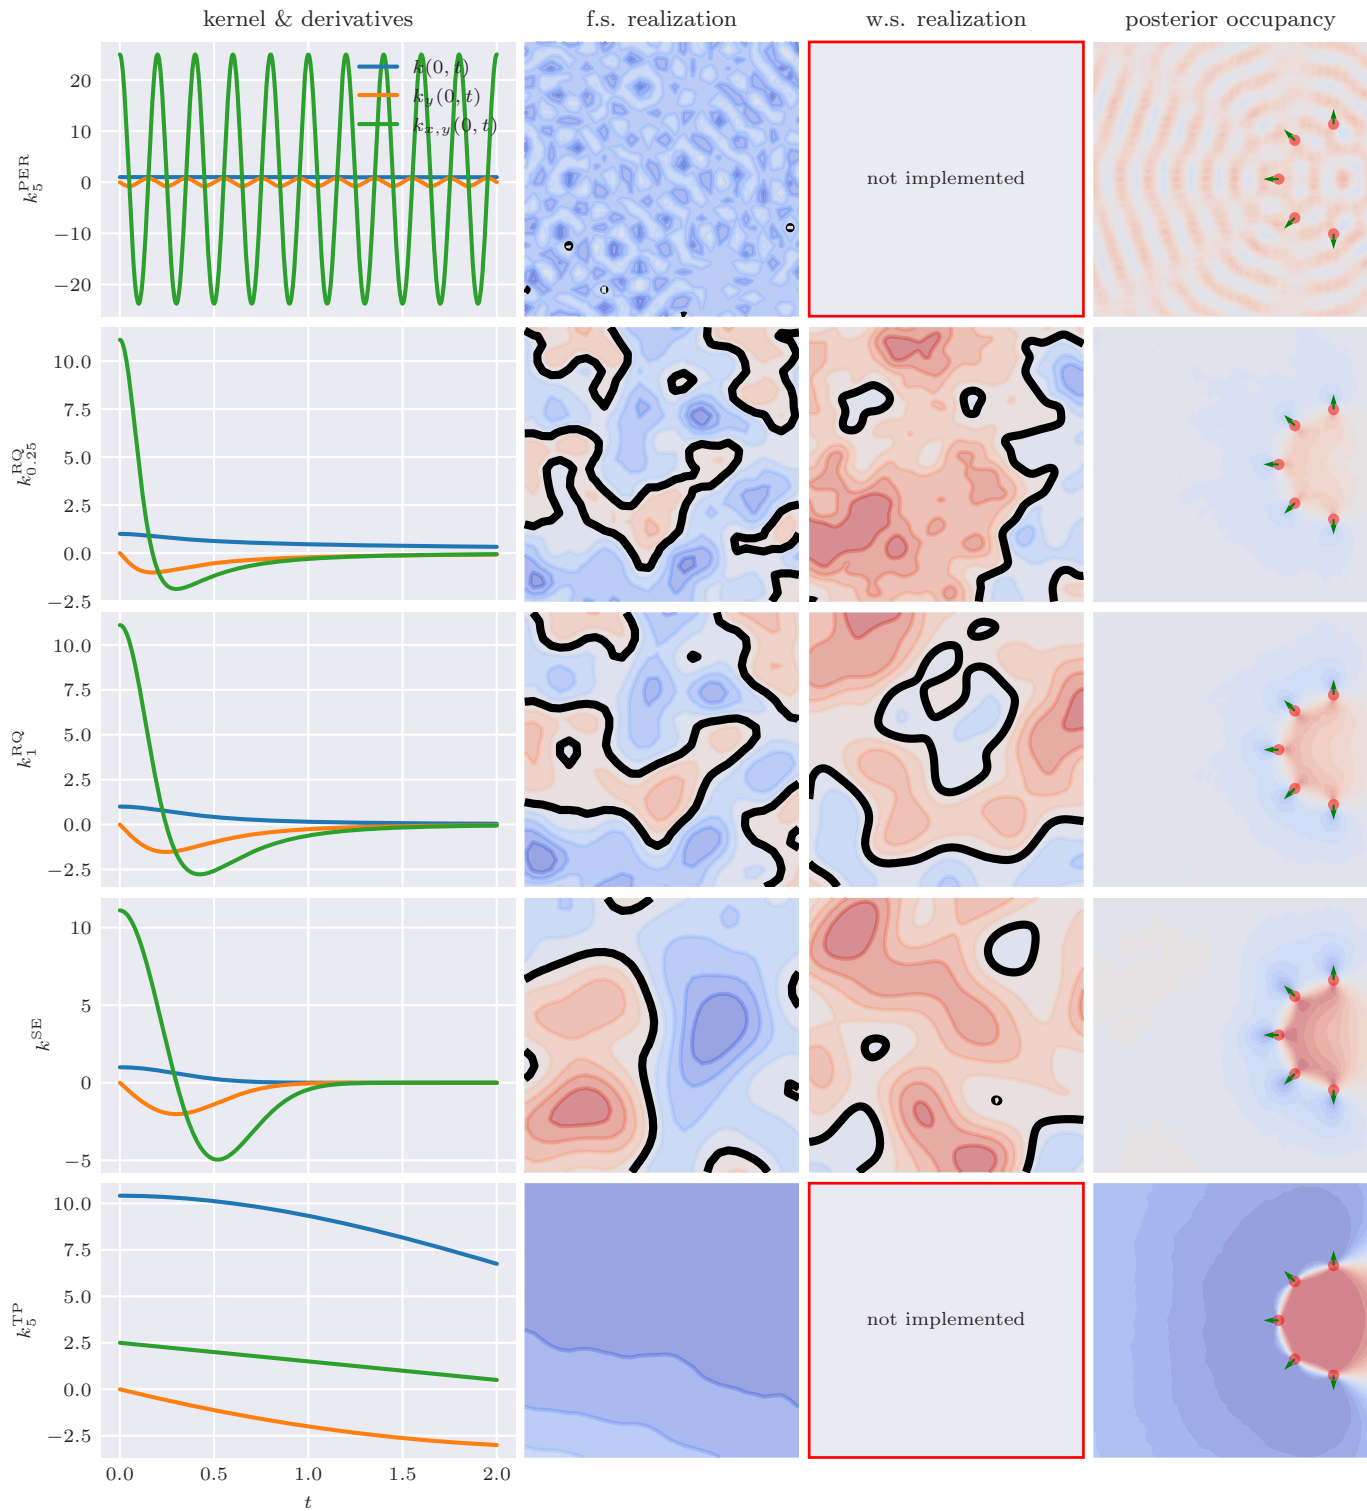 kernel & derivatives
f.s. realization
w.s. realization
posterior occupancy
k(0, t)
k_y(0, t)
k_{x,y}(0, t)
20
10
0
−10
−20
k_5^{PER}
not implemented
10.0
7.5
5.0
2.5
0.0
−2.5
k_{0.25}^{RQ}
10.0
7.5
5.0
2.5
0.0
−2.5
k_1^{RQ}
10
5
0
−5
k^{SE}
10.0
7.5
5.0
2.5
0.0
−2.5
k_5^{TP}
not implemented
0.0 0.5 1.0 1.5 2.0
t